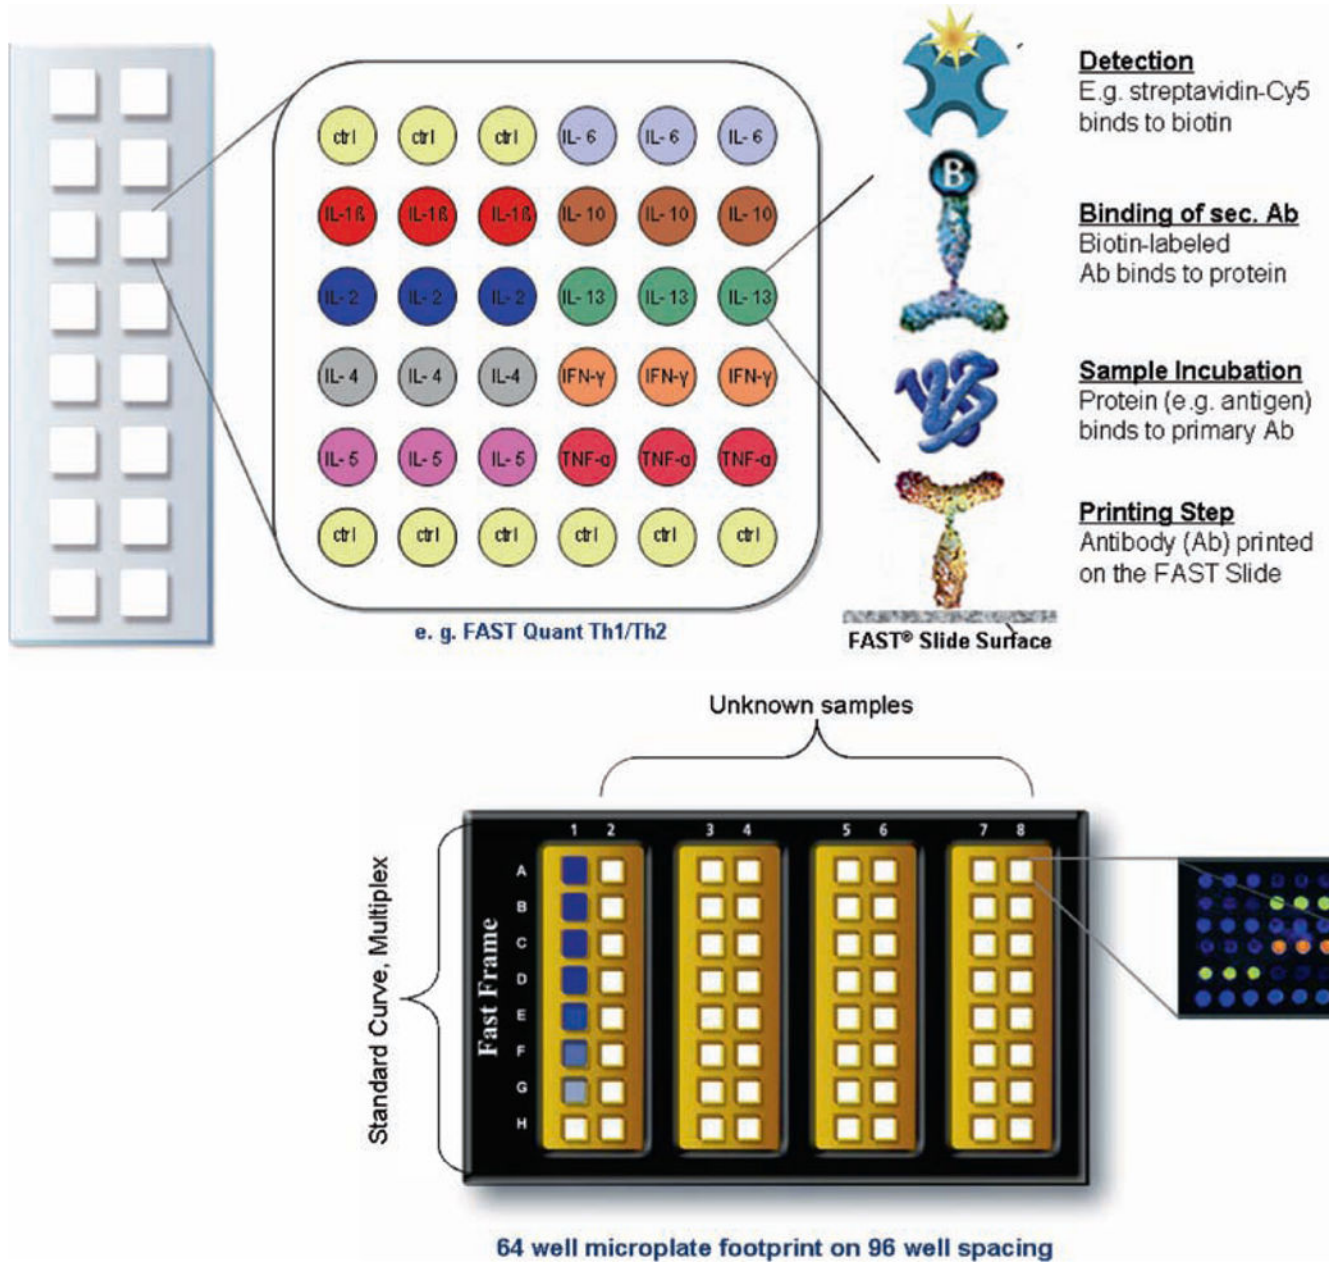 ctrl ctrl ctrl IL- 6 IL- 6 IL- 6
IL-1ß IL-1ß IL-1ß IL- 10 IL- 10 IL- 10
IL- 2 IL- 2 IL- 2 IL- 13 IL- 13 IL- 13
IL- 4 IL- 4 IL-4 IFN-γ IFN-γ IFN-γ
IL- 5 IL- 5 IL- 5 TNF-α TNF-α TNF-α
ctrl ctrl ctrl ctrl ctrl ctrl
e. g. FAST Quant Th1/Th2
Detection
E.g. streptavidin-Cy5
binds to biotin
B
Binding of sec. Ab
Biotin-labeled
Ab binds to protein
Sample Incubation
Protein (e.g. antigen)
binds to primary Ab
Printing Step
Antibody (Ab) printed
on the FAST Slide
FAST® Slide Surface
Unknown samples
Standard Curve, Multiplex
Fast Frame
1 2 3 4 5 6 7 8
A
B
C
D
E
F
G
H
64 well microplate footprint on 96 well spacing